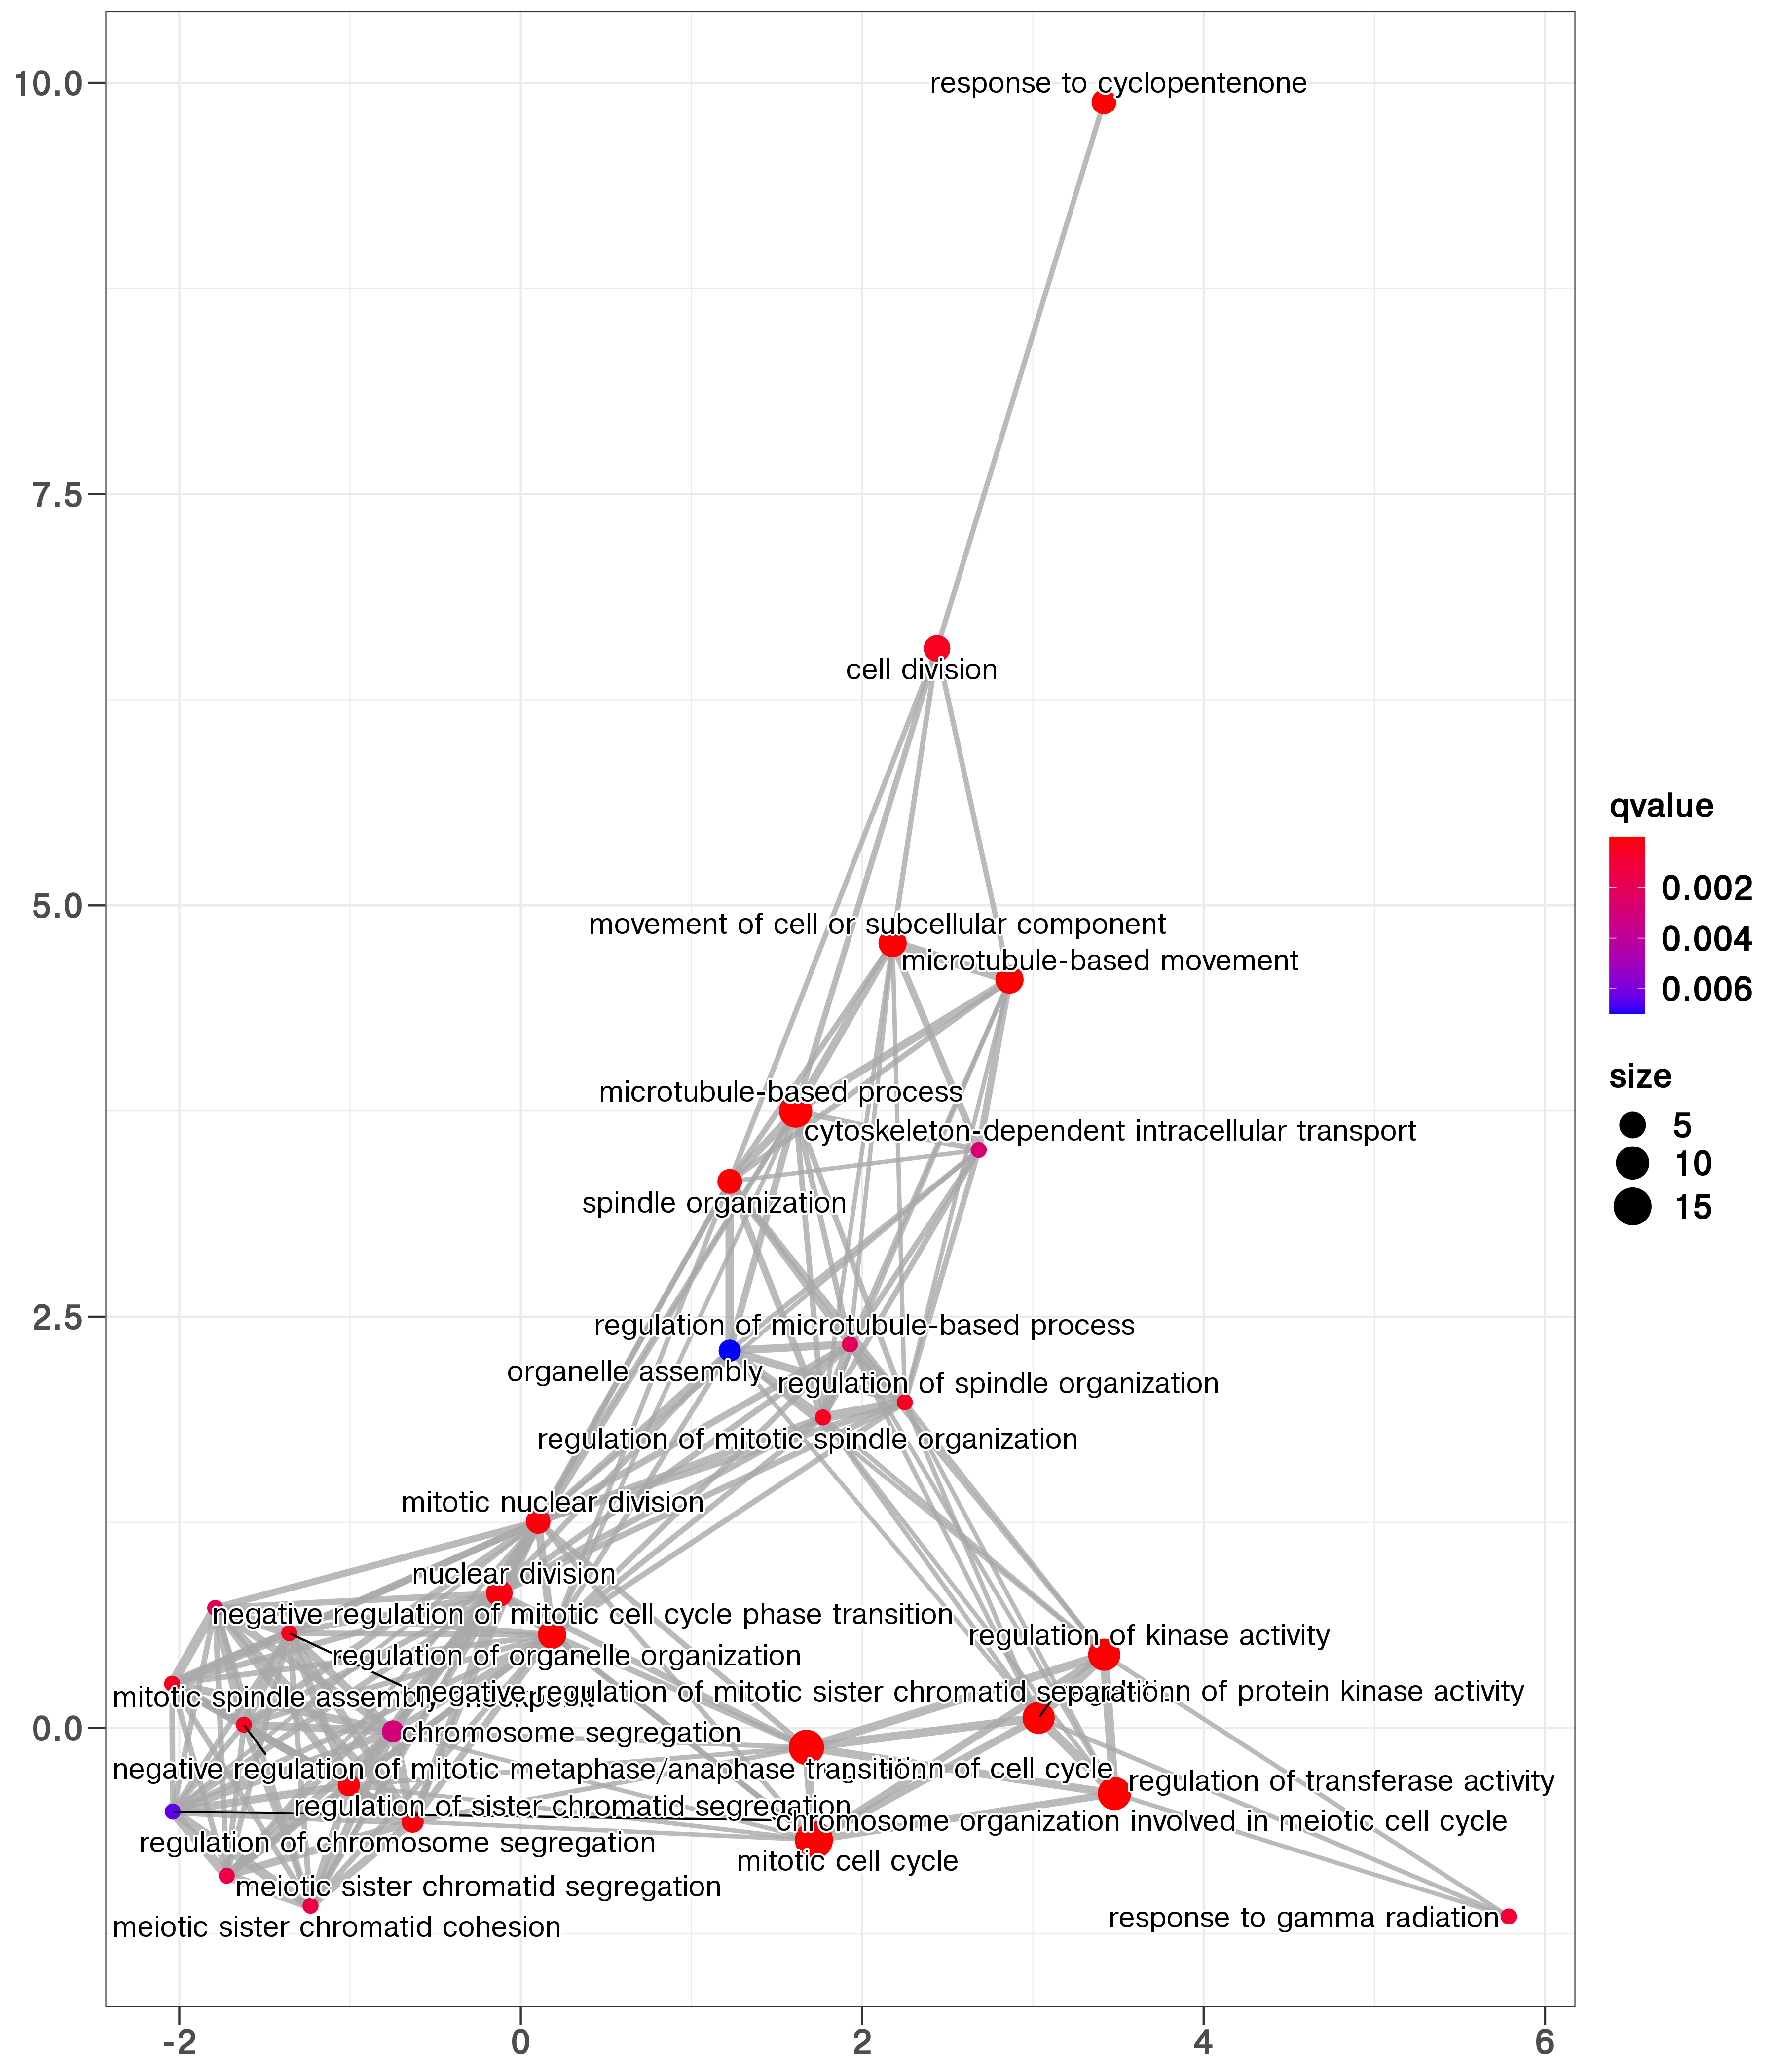 10.0
7.5
5.0
2.5
0.0
-2
0
2
4
6
response to cyclopentenone
cell division
movement of cell or subcellular component
microtubule-based movement
microtubule-based process
cytoskeleton-dependent intracellular transport
spindle organization
regulation of microtubule-based process
organelle assembly
regulation of spindle organization
regulation of mitotic spindle organization
mitotic nuclear division
nuclear division
negative regulation of mitotic cell cycle phase transition
regulation of kinase activity
regulation of organelle organization
mitotic spindle assembly
negative regulation of mitotic sister chromatid separation
of protein kinase activity
chromosome segregation
negative regulation of mitotic metaphase/anaphase transition
of cell cycle
regulation of transferase activity
regulation of sister chromatid segregation
chromosome organization involved in meiotic cell cycle
regulation of chromosome segregation
mitotic cell cycle
meiotic sister chromatid segregation
response to gamma radiation
meiotic sister chromatid cohesion
qvalue
0.002
0.004
0.006
size
5
10
15